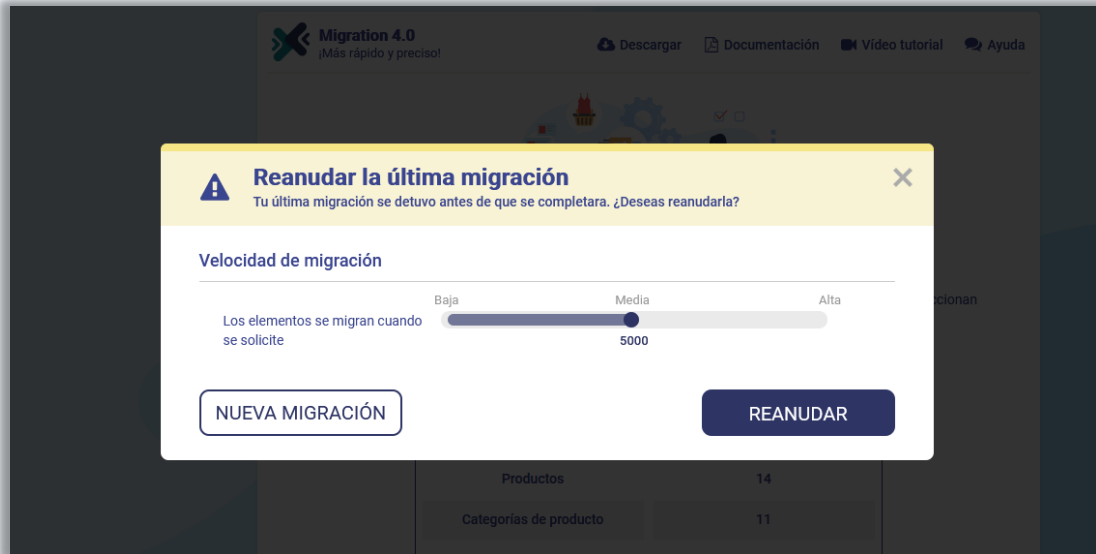 Migration 4.0
¡Más rápido y preciso!
Descargar Documentación Vídeo tutorial Ayuda
Reanudar la última migración
Tu última migración se detuvo antes de que se completara. ¿Deseas reanudarla?
Velocidad de migración
Baja Media Alta
Los elementos se migran cuando
se solicite
5000
NUEVA MIGRACIÓN REANUDAR
Productos 14
Categorías de producto 11